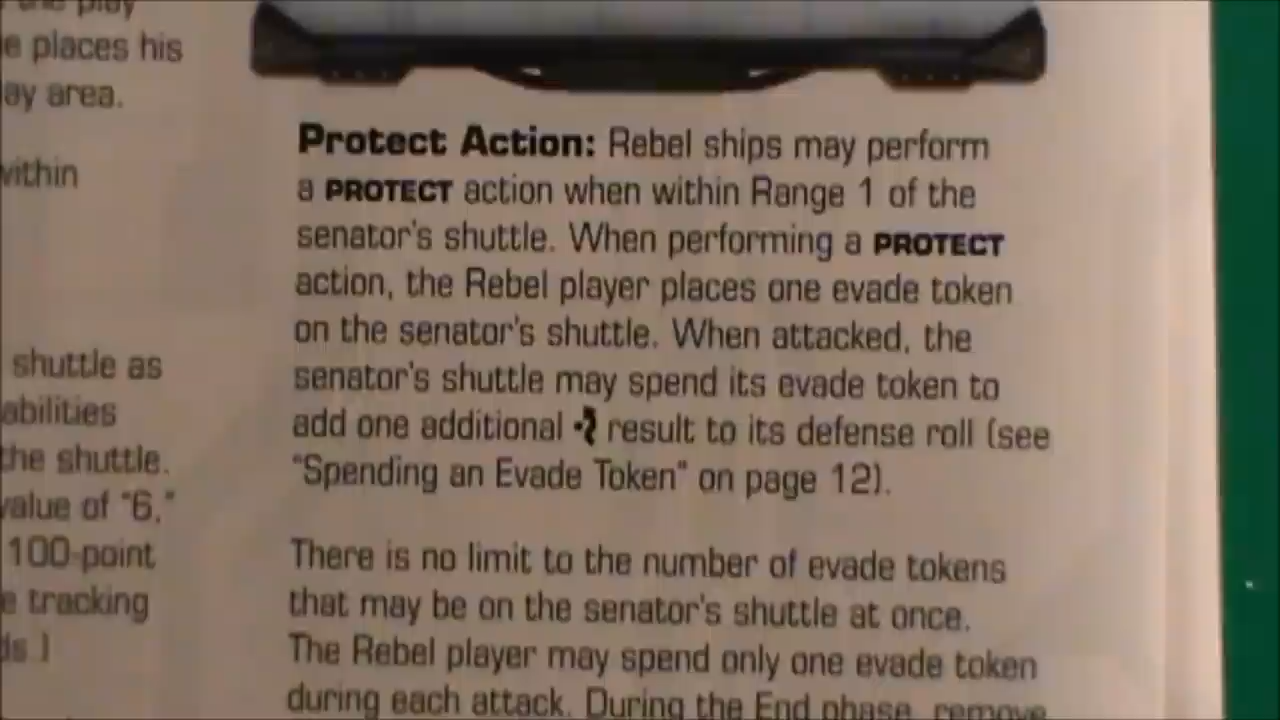 the play
e places his
ay area.
within
shuttle as
abilities
the shuttle.
value of "6,"
100-point
e tracking
ds.)
Protect Action: Rebel ships may perform
a PROTECT action when within Range 1 of the
senator's shuttle. When performing a PROTECT
action, the Rebel player places one evade token
on the senator's shuttle. When attacked, the
senator's shuttle may spend its evade token to
add one additional result to its defense roll (see
"Spending an Evade Token" on page 12).
There is no limit to the number of evade tokens
that may be on the senator's shuttle at once.
The Rebel player may spend only one evade token
during each attack. During the End phase, remove